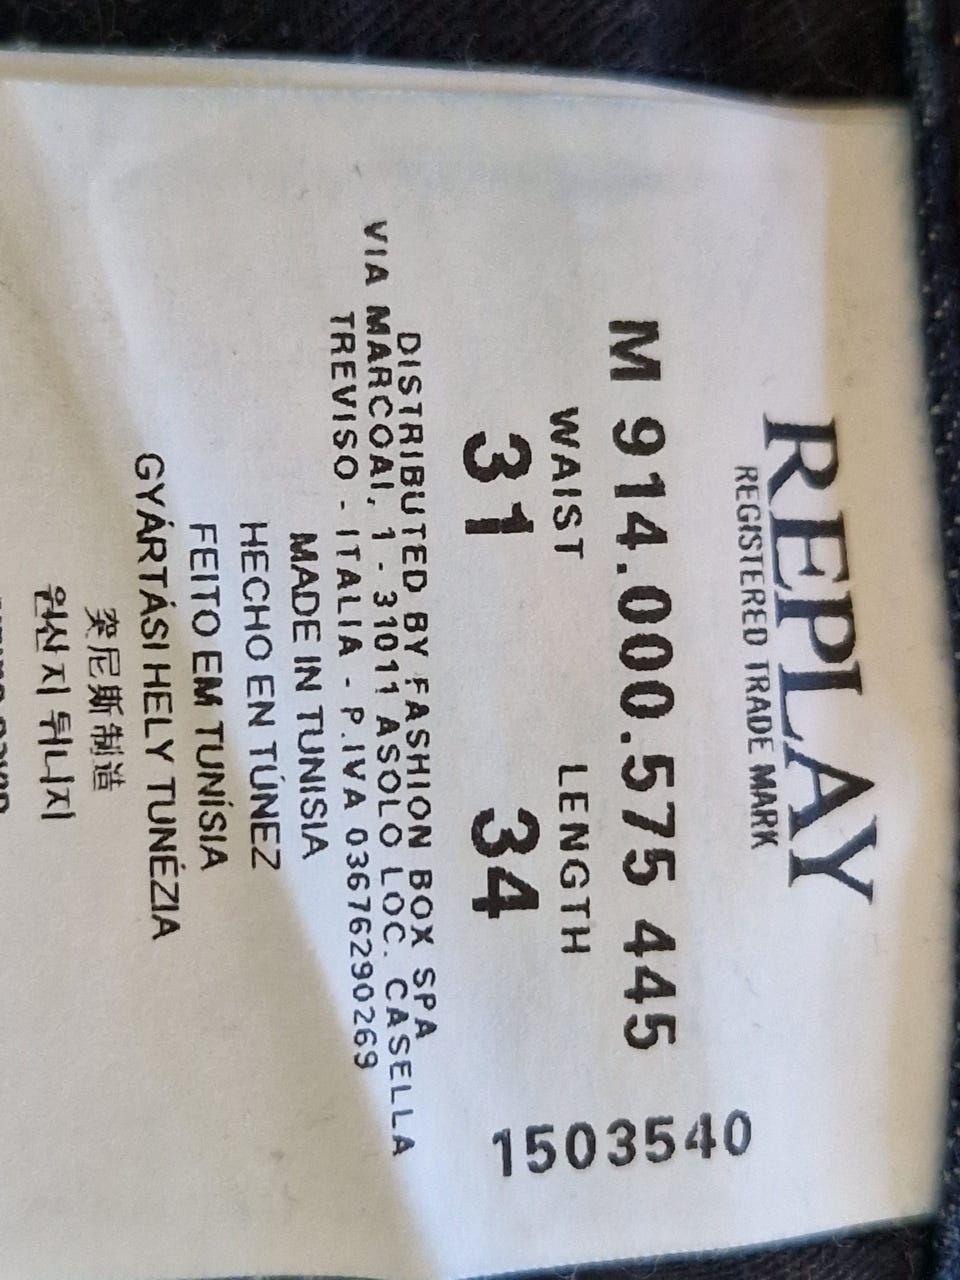 REPLAY
REGISTERED TRADE MARK
M 914.000.575 445
WAIST LENGTH
31 34
1503540
DISTRIBUTED BY FASHION BOX SPA
VIA MARCOAI, 1 - 31011 ASOLO LOC. CASELLA
TREVISO - ITALIA - P.IVA 03676290269
MADE IN TUNISIA
HECHO EN TÚNEZ
FEITO EM TUNÍSIA
GYÁRTÁSI HELY TUNÉZIA
突尼斯制造
원산지 튀니지